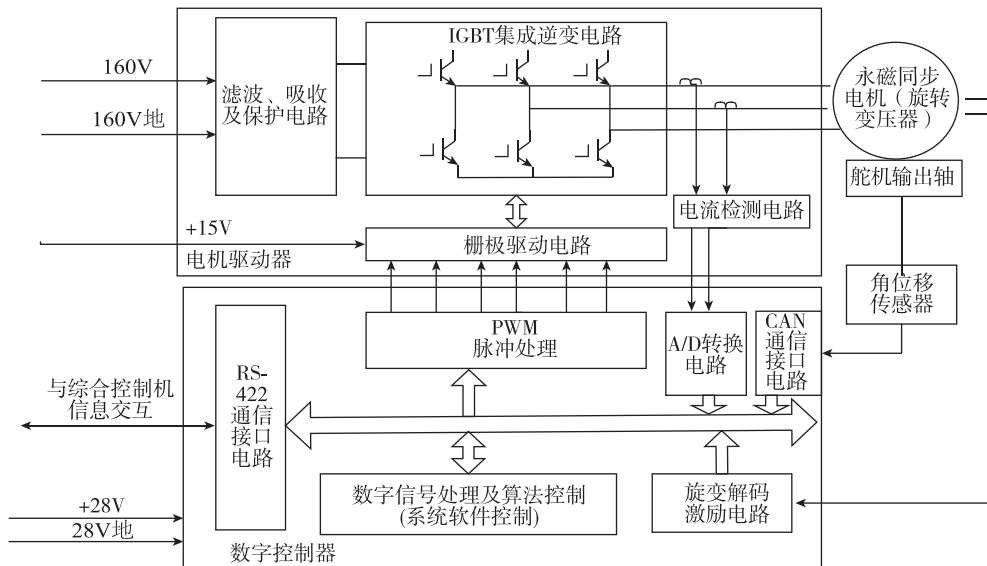 IGBT集成逆变电路
160V
160V地
滤波、吸收
及保护电路
永磁同步
电机（旋转
变压器）
舵机输出轴
电流检测电路
+15V
栅极驱动电路
电机驱动器
角位移
传感器
PWM
脉冲处理
A/D转换
电路
CAN
通信
接口
电路
RS-
422
通信
接口
电路
与综合控制机
信息交互
数字信号处理及算法控制
(系统软件控制)
旋变解码
激励电路
+28V
28V地
数字控制器